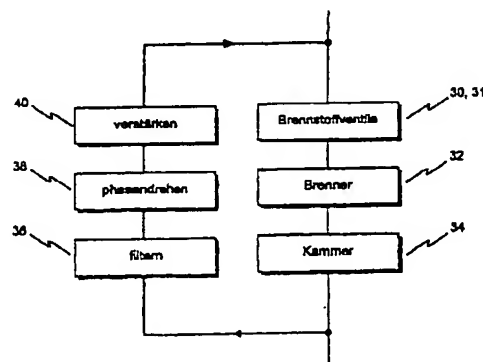 40
verstärken
Brennstoffventile
30, 31
38
phasendrehen
Brenner
32
36
filtern
Kammer
34